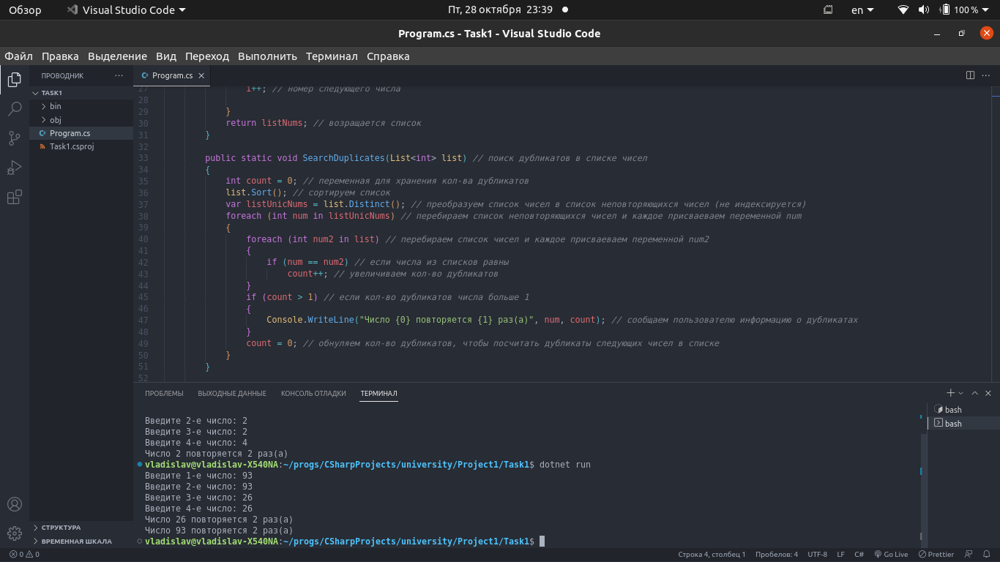 Обзор
Visual Studio Code
Пт, 28 октября 23:39
en
100 %
Program.cs - Task1 - Visual Studio Code
Файл Правка Выделение Вид Переход Выполнить Терминал Справка
ПРОВОДНИК
Program.cs
TASK1
bin
obj
Program.cs
Task1.csproj
27 i++; // номер следующего числа
28
29 }
30 return listNums; // возращается список
31 }
32
33 public static void SearchDuplicates(List<int> list) // поиск дубликатов в списке чисел
34 {
35 int count = 0; // переменная для хранения кол-ва дубликатов
36 list.Sort(); // сортируем список
37 var listUnicNums = list.Distinct(); // преобразуем список чисел в список неповторяющихся чисел (не индексируется)
38 foreach (int num in listUnicNums) // перебираем список неповторяющихся чисел и каждое присваеваем переменной num
39 {
40 foreach (int num2 in list) // перебираем список чисел и каждое присваеваем переменной num2
41 {
42 if (num == num2) // если числа из списков равны
43 count++; // увеличиваем кол-во дубликатов
44 }
45 if (count > 1) // если кол-во дубликатов числа больше 1
46 {
47 Console.WriteLine("Число {0} повторяется {1} раз(а)", num, count); // сообщаем пользователю информацию о дубликатах
48 }
49 count = 0; // обнуляем кол-во дубликатов, чтобы посчитать дубликаты следующих чисел в списке
50 }
51 }
52
ПРОБЛЕМЫ ВЫХОДНЫЕ ДАННЫЕ КОНСОЛЬ ОТЛАДКИ ТЕРМИНАЛ
Введите 2-е число: 2
Введите 3-е число: 2
Введите 4-е число: 4
Число 2 повторяется 2 раз(а)
vladislav@vladislav-X540NA:~/progs/CSharpProjects/university/Project1/Task1$ dotnet run
Введите 1-е число: 93
Введите 2-е число: 93
Введите 3-е число: 26
Введите 4-е число: 26
Число 26 повторяется 2 раз(а)
Число 93 повторяется 2 раз(а)
vladislav@vladislav-X540NA:~/progs/CSharpProjects/university/Project1/Task1$
bash
bash
СТРУКТУРА
ВРЕМЕННАЯ ШКАЛА
0 0
Строка 4, столбец 1 Пробелов: 4 UTF-8 LF C# Go Live Prettier